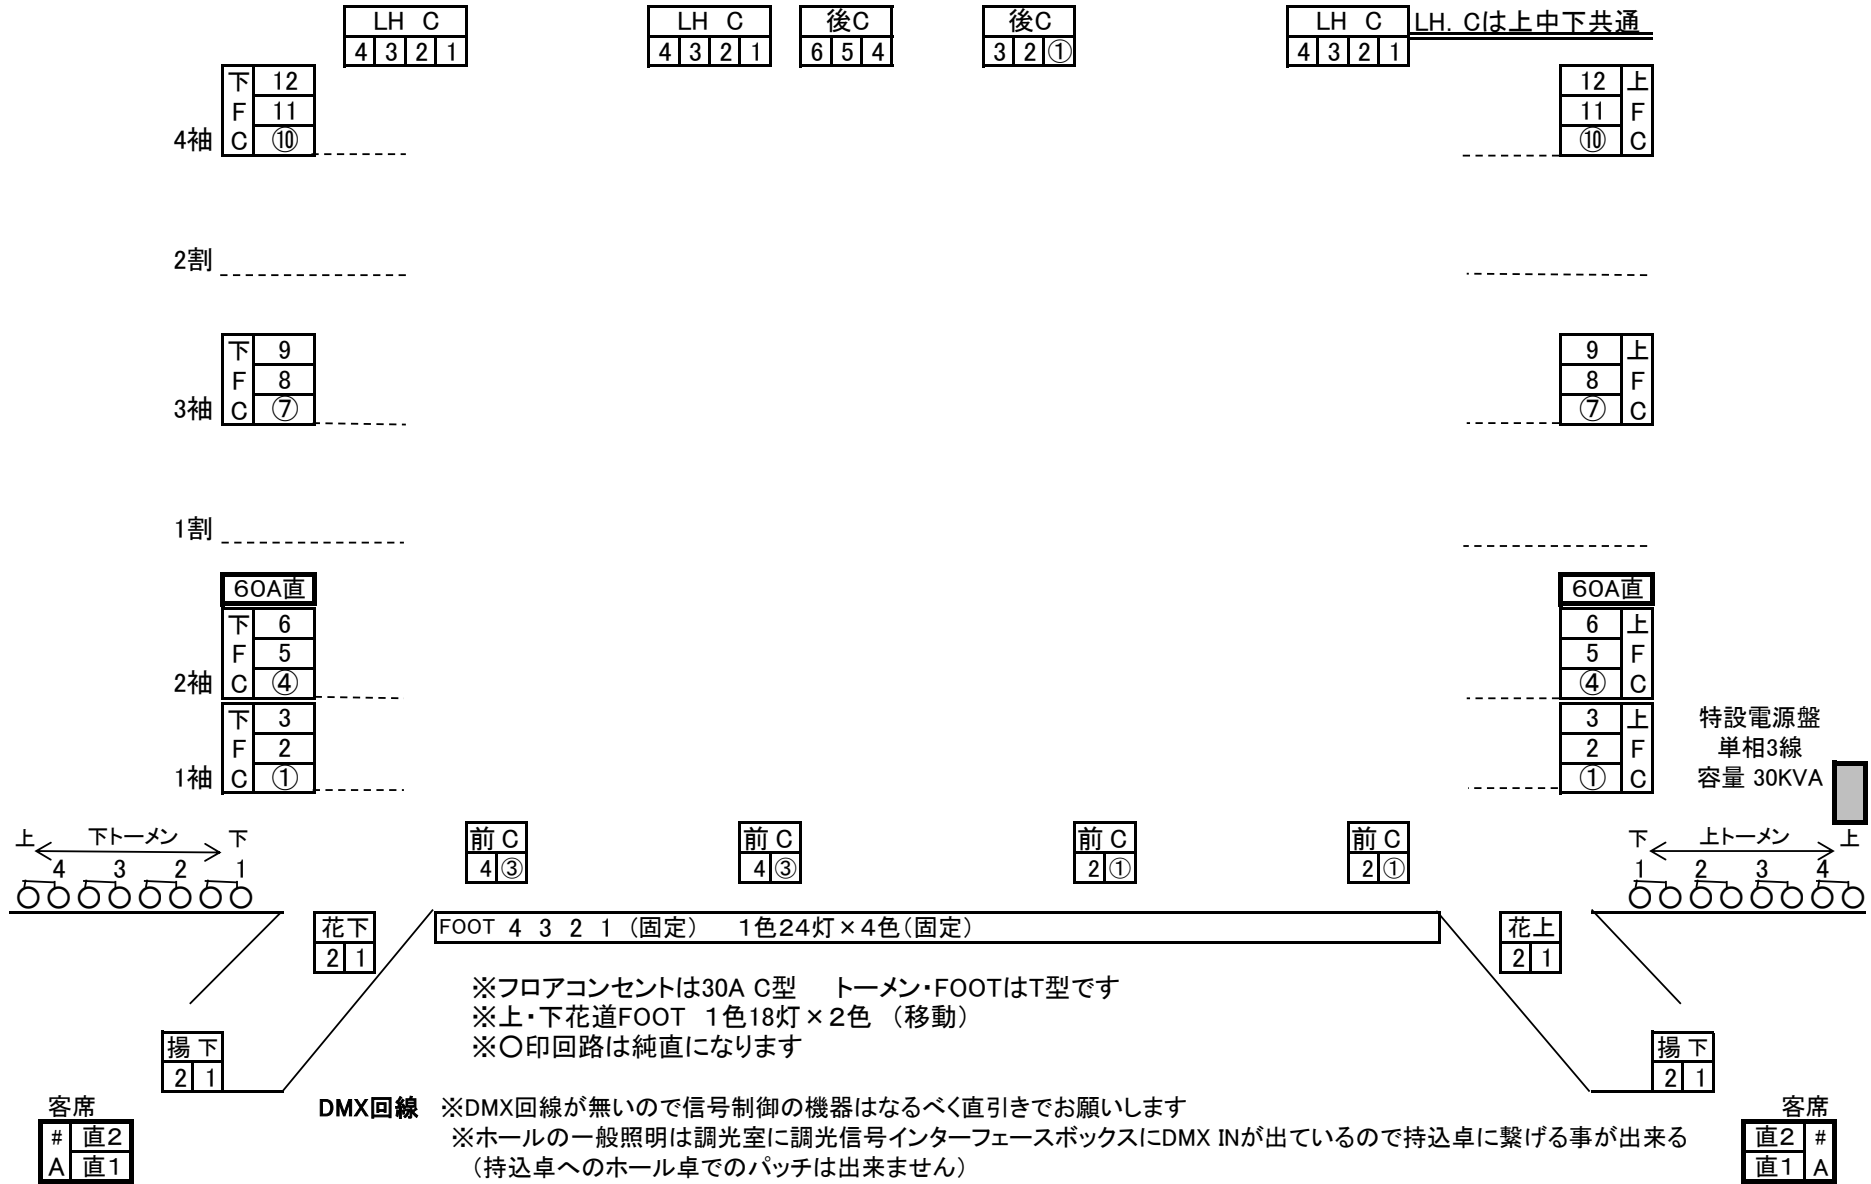 LH C LH C 後C 後C LH C LH. Cは上中下共通
4 3 2 1 4 3 2 1 6 5 4 3 2 ① 4 3 2 1
下 12 12 上
F 11 11 F
4袖 C ⑩ ⑩ C
2割
下 9 9 上
F 8 8 F
3袖 C ⑦ ⑦ C
1割
60A直 60A直
下 6 6 上
F 5 5 F
2袖 C ④ ④ C
下 3 3 上
F 2 2 F
1袖 C ① ① C
特設電源盤
単相3線
容量 30KVA
上 下トーメン 下
4 3 2 1
前 C 前 C 前 C 前 C
4 ③ 4 ③ 2 ① 2 ①
下 上トーメン 上
1 2 3 4
花下
2 1
FOOT 4 3 2 1 (固定) 1色24灯×4色(固定)
花上
2 1
※フロアコンセントは30A C型 トーメン・FOOTはT型です
※上・下花道FOOT 1色18灯×2色 (移動)
※〇印回路は純直になります
揚 下
2 1
揚 下
2 1
DMX回線 ※DMX回線が無いので信号制御の機器はなるべく直引きでお願いします
※ホールの一般照明は調光室に調光信号インターフェースボックスにDMX INが出ているので持込卓に繋げる事が出来る
(持込卓へのホール卓でのパッチは出来ません)
客席
# 直2
A 直1
客席
直2 #
直1 A